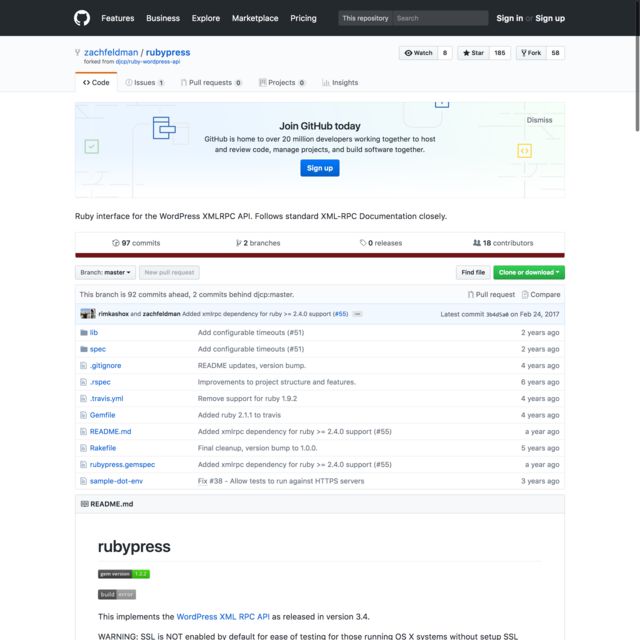 Features Business Explore Marketplace Pricing This repository Search Sign in or Sign up
zachfeldman / rubypress Watch 8 Star 185 Fork 58
forked from djcp/ruby-wordpress-api
Code Issues 1 Pull requests 0 Projects 0 Insights
Dismiss
Join GitHub today
GitHub is home to over 20 million developers working together to host
and review code, manage projects, and build software together.
Sign up
Ruby interface for the WordPress XMLRPC API. Follows standard XML-RPC Documentation closely.
97 commits 2 branches 0 releases 18 contributors
Branch: master New pull request Find file Clone or download
This branch is 92 commits ahead, 2 commits behind djcp:master. Pull request Compare
rimkashox and zachfeldman Added xmlrpc dependency for ruby >= 2.4.0 support (#55) Latest commit 3b4d5a0 on Feb 24, 2017
lib Add configurable timeouts (#51) 2 years ago
spec Add configurable timeouts (#51) 2 years ago
.gitignore README updates, version bump. 4 years ago
.rspec Improvements to project structure and features. 6 years ago
.travis.yml Remove support for ruby 1.9.2 4 years ago
Gemfile Added ruby 2.1.1 to travis 4 years ago
README.md Added xmlrpc dependency for ruby >= 2.4.0 support (#55) a year ago
Rakefile Final cleanup, version bump to 1.0.0. 5 years ago
rubypress.gemspec Added xmlrpc dependency for ruby >= 2.4.0 support (#55) a year ago
sample-dot-env Fix #38 - Allow tests to run against HTTPS servers 3 years ago
README.md
rubypress
gem version 1.2.2
build error
This implements the WordPress XML RPC API as released in version 3.4.
WARNING: SSL is NOT enabled by default for ease of testing for those running OS X systems without setup SSL